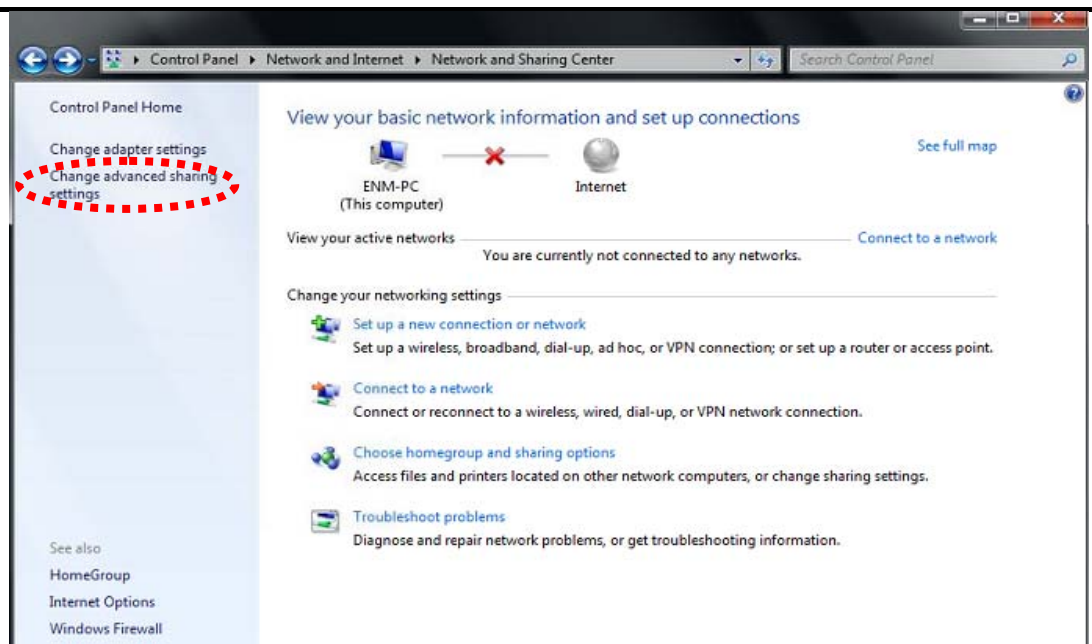 Control Panel Network and Internet Network and Sharing Center
Search Control Panel
Control Panel Home
Change adapter settings
Change advanced sharing
settings
See also
HomeGroup
Internet Options
Windows Firewall
View your basic network information and set up connections
See full map
ENM-PC
(This computer)
Internet
View your active networks
Connect to a network
You are currently not connected to any networks.
Change your networking settings
Set up a new connection or network
Set up a wireless, broadband, dial-up, ad hoc, or VPN connection; or set up a router or access point.
Connect to a network
Connect or reconnect to a wireless, wired, dial-up, or VPN network connection.
Choose homegroup and sharing options
Access files and printers located on other network computers, or change sharing settings.
Troubleshoot problems
Diagnose and repair network problems, or get troubleshooting information.